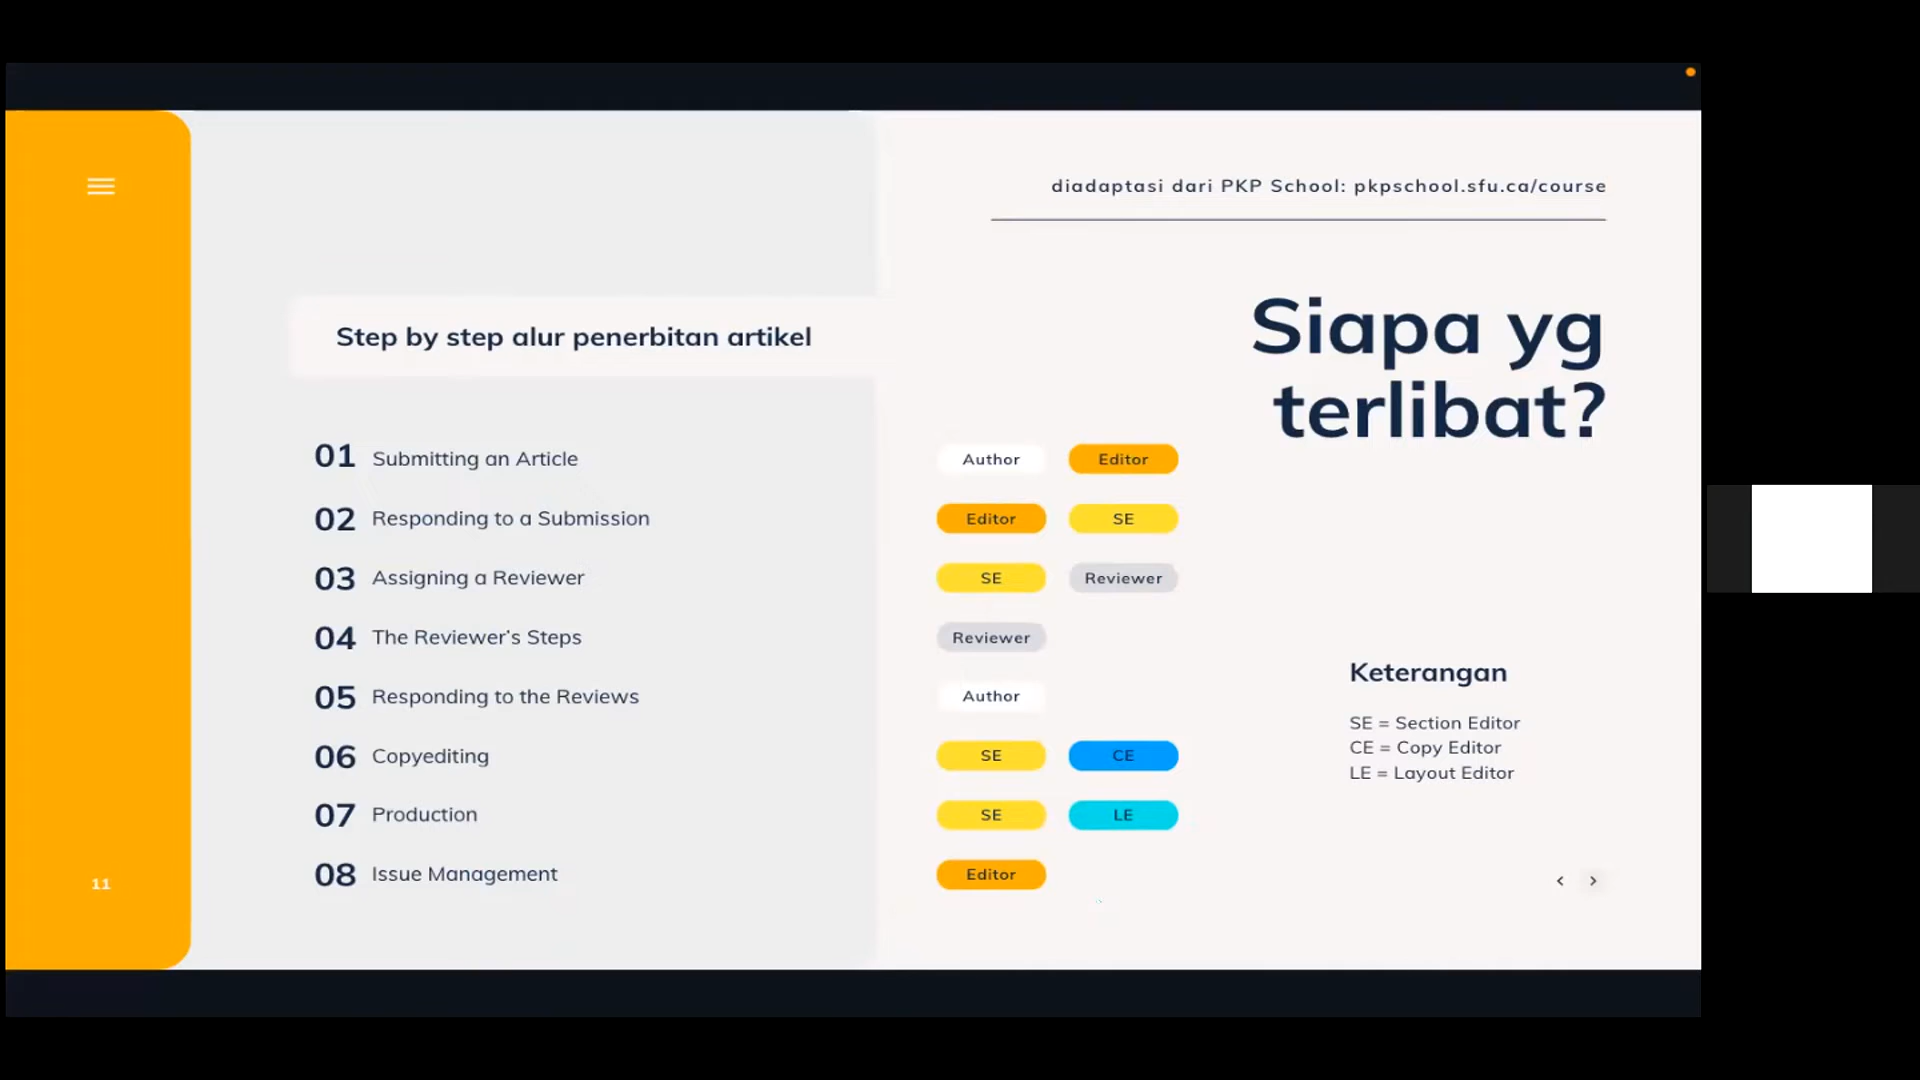 diadaptasi dari PKP School: pkpschool.sfu.ca/course
Siapa yg
terlibat?
Step by step alur penerbitan artikel
01 Submitting an Article Author Editor
02 Responding to a Submission Editor SE
03 Assigning a Reviewer SE Reviewer
04 The Reviewer's Steps Reviewer
05 Responding to the Reviews Author
06 Copyediting SE CE
07 Production SE LE
08 Issue Management Editor
Keterangan
SE = Section Editor
CE = Copy Editor
LE = Layout Editor
11